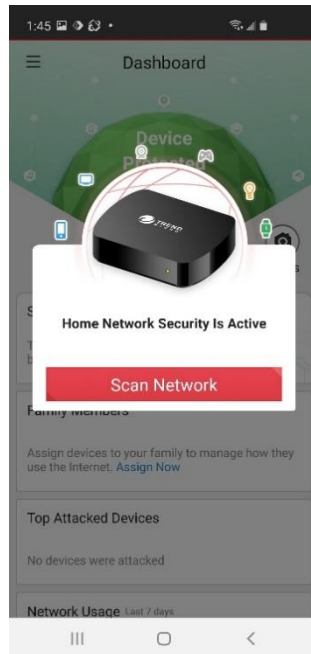 1:45
Dashboard
Device
Protected
TREND
Home Network Security Is Active
Scan Network
Family Members
Assign devices to your family to manage how they
use the Internet. Assign Now
Top Attacked Devices
No devices were attacked
Network Usage Last 7 days